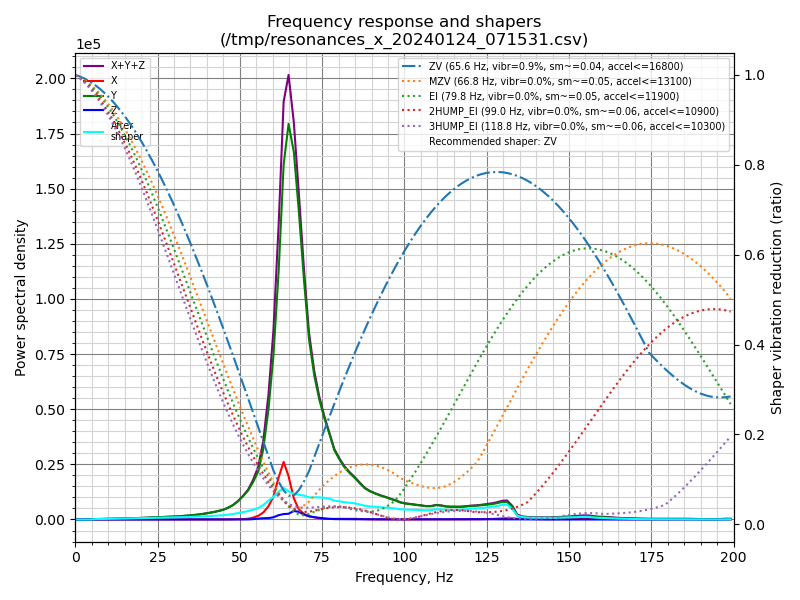 Frequency response and shapers
(/tmp/resonances_x_20240124_071531.csv)
1e5
X+Y+Z
X
Y
Z
After
shaper
ZV (65.6 Hz, vibr=0.9%, sm~=0.04, accel<=16800)
MZV (66.8 Hz, vibr=0.0%, sm~=0.05, accel<=13100)
EI (79.8 Hz, vibr=0.0%, sm~=0.05, accel<=11900)
2HUMP_EI (99.0 Hz, vibr=0.0%, sm~=0.06, accel<=10900)
3HUMP_EI (118.8 Hz, vibr=0.0%, sm~=0.06, accel<=10300)
Recommended shaper: ZV
Power spectral density
2.00
1.75
1.50
1.25
1.00
0.75
0.50
0.25
0.00
1.0
0.8
0.6
0.4
0.2
0.0
Shaper vibration reduction (ratio)
0 25 50 75 100 125 150 175 200
Frequency, Hz